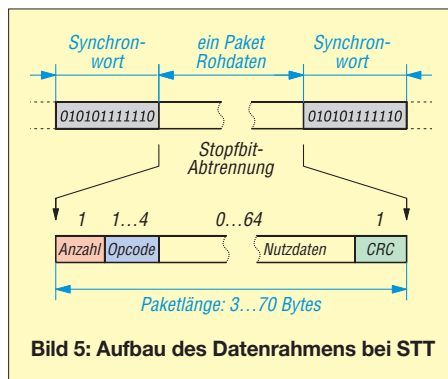 Synchron-
wort
ein Paket
Rohdaten
Synchron-
wort
010101111110
010101111110
Stopfbit-
Abtrennung
1 1…4 0…64 1
Anzahl Opcode Nutzdaten CRC
Paketlänge: 3…70 Bytes
Bild 5: Aufbau des Datenrahmens bei STT